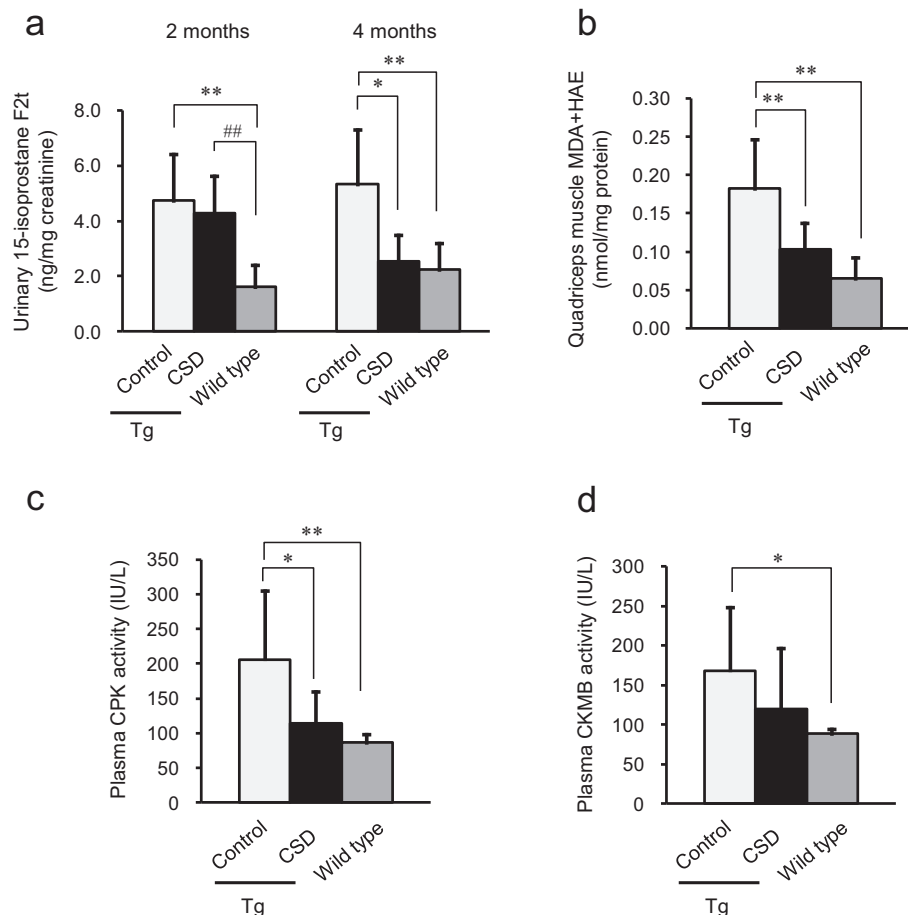 a
2 months
4 months
**
##
**
*
Urinary 15-isoprostane F2t
(ng/mg creatinine)
8.0
6.0
4.0
2.0
0.0
Control
CSD
Wild type
Tg
Control
CSD
Wild type
Tg
b
**
**
Quadriceps muscle MDA+HAE
(nmol/mg protein)
0.30
0.25
0.20
0.15
0.10
0.05
0.00
Control
CSD
Wild type
Tg
c
**
*
Plasma CPK activity (IU/L)
350
300
250
200
150
100
50
0
Control
CSD
Wild type
Tg
d
*
Plasma CKMB activity (IU/L)
300
250
200
150
100
50
0
Control
CSD
Wild type
Tg